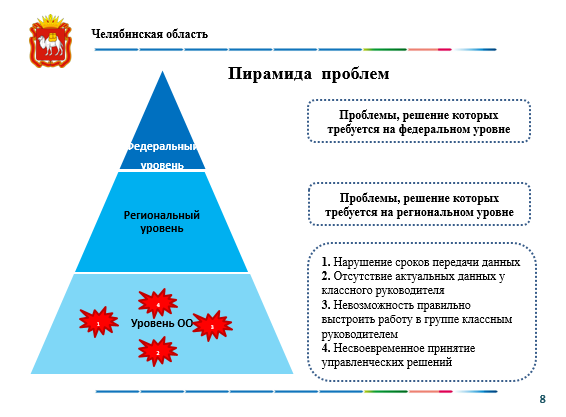 Челябинская область
Пирамида проблем
Федеральный
уровень
Проблемы, решение которых
требуется на федеральном уровне
Региональный
уровень
Проблемы, решение которых
требуется на региональном уровне
Уровень ОО
4
1
3
2
1. Нарушение сроков передачи данных
2. Отсутствие актуальных данных у
классного руководителя
3. Невозможность правильно
выстроить работу в группе классным
руководителем
4. Несвоевременное принятие
управленческих решений
8